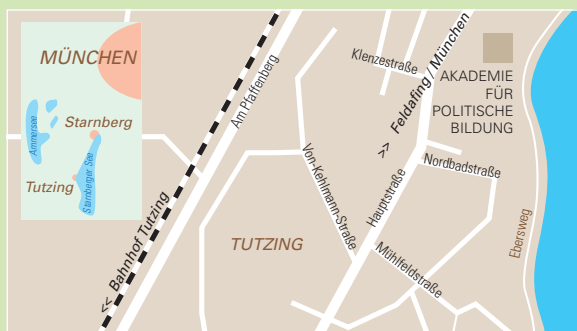 MÜNCHEN
Ammersee
Starnberg
Starnberger See
Tutzing
<< Bahnhof Tutzing
Am Pfaffenberg
TUTZING
Von-Kehlmann-Straße
Klenzestraße
>> Feldafing / München
Hauptstraße
AKADEMIE
FÜR
POLITISCHE
BILDUNG
Nordbadstraße
Mühlfeldstraße
Ebersweg